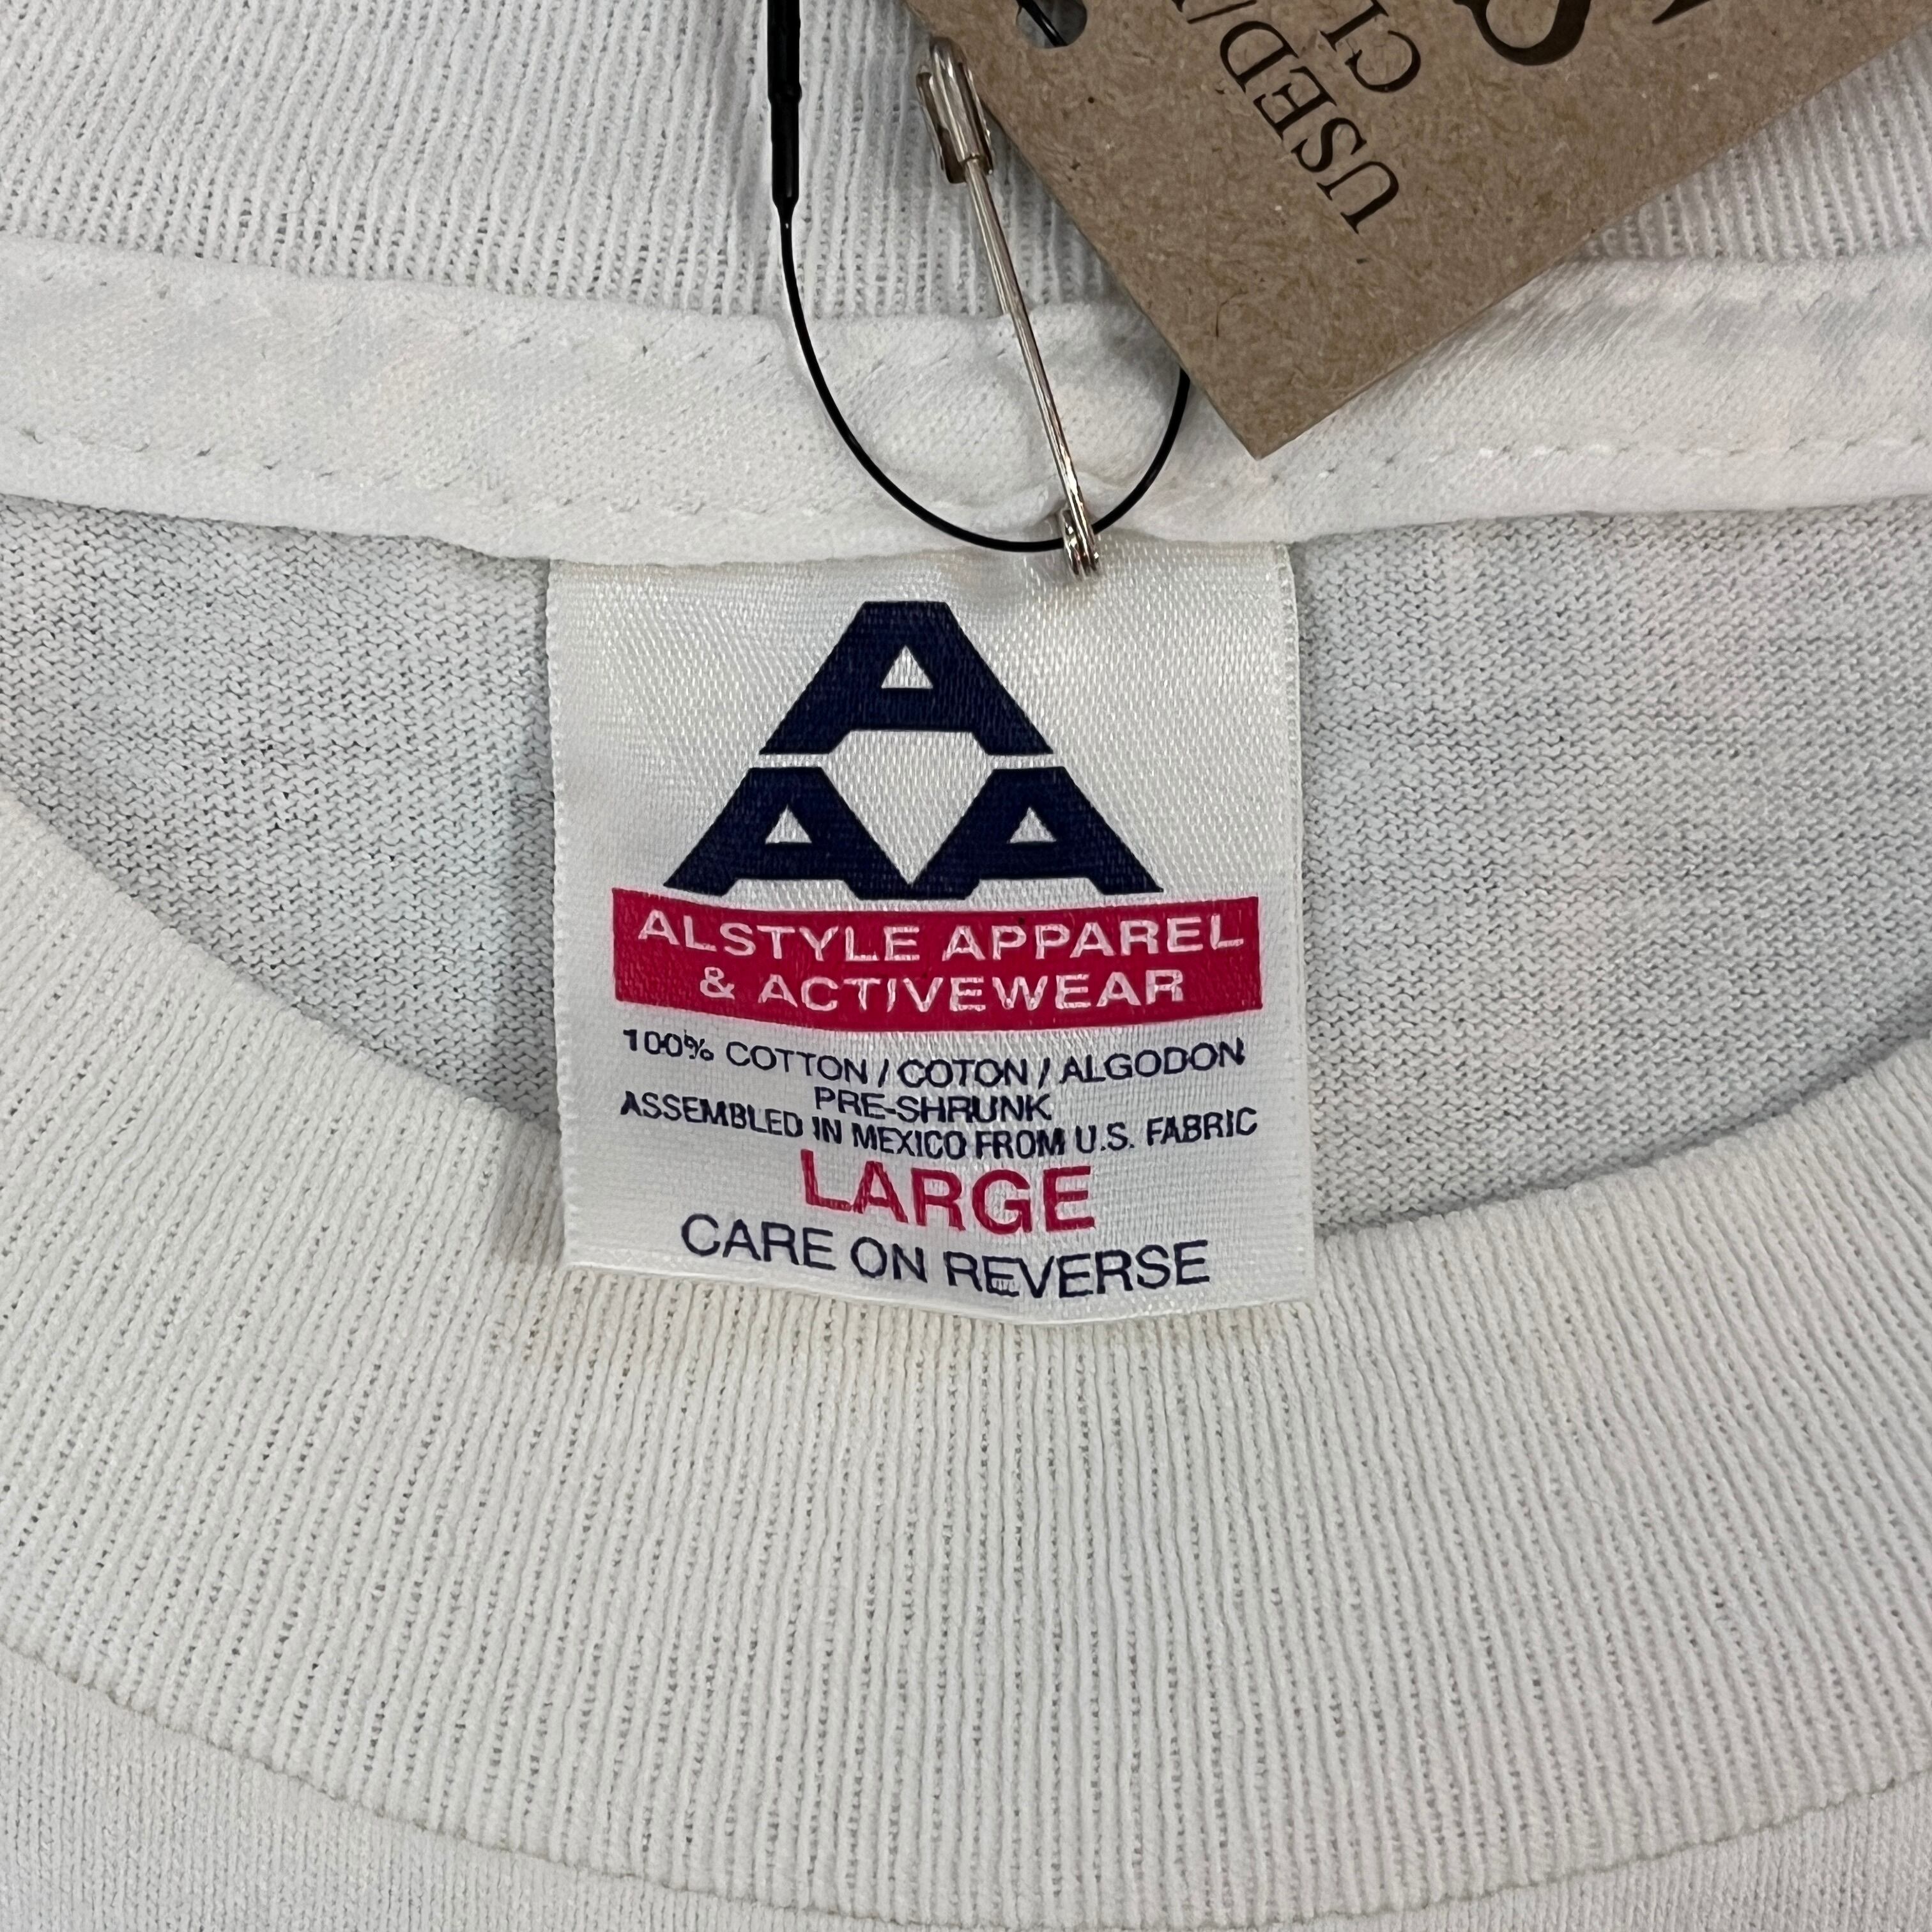 A
AA
ALSTYLE APPAREL
& ACTIVEWEAR
100% COTTON / COTON / ALGODON
PRE-SHRUNK
ASSEMBLED IN MEXICO FROM U.S. FABRIC
LARGE
CARE ON REVERSE
USED/